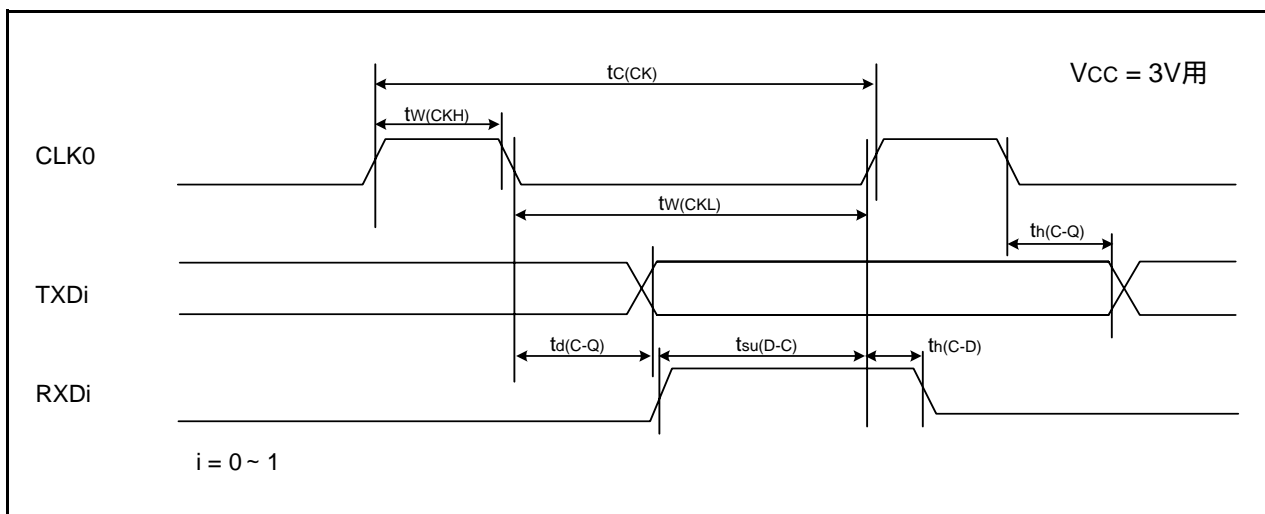 tC(CK)
VCC = 3V用
tW(CKH)
CLK0
tW(CKL)
th(C-Q)
TXDi
td(C-Q)
tsu(D-C)
th(C-D)
RXDi
i = 0 ~ 1